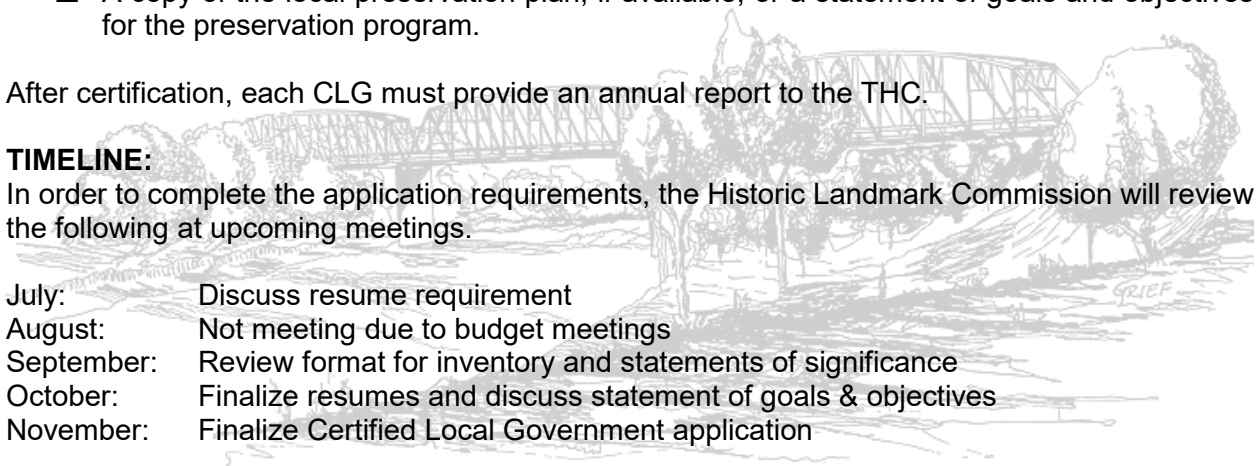 A copy of the local preservation plan, if available, or a statement of goals and objectives
for the preservation program.
After certification, each CLG must provide an annual report to the THC.
TIMELINE:
In order to complete the application requirements, the Historic Landmark Commission will review
the following at upcoming meetings.
July: Discuss resume requirement
August: Not meeting due to budget meetings
September: Review format for inventory and statements of significance
October: Finalize resumes and discuss statement of goals & objectives
November: Finalize Certified Local Government application
GRIEF